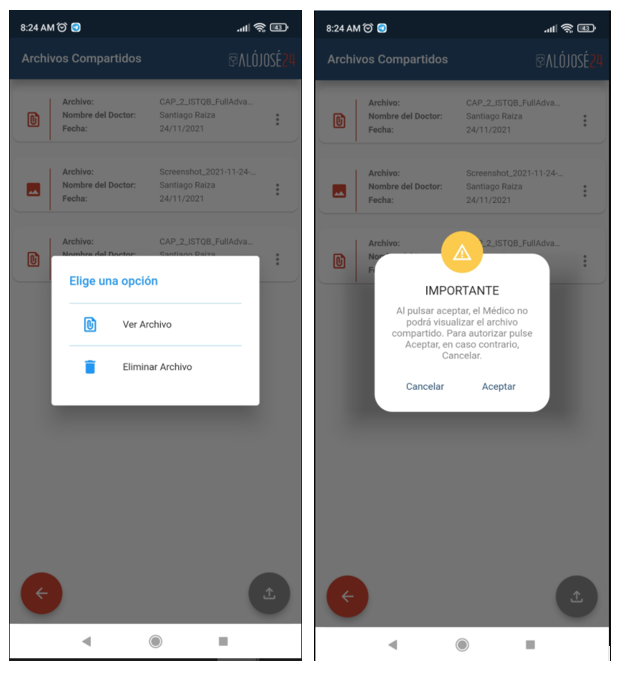 8:24 AM
43
Archivos Compartidos
ALÓJOSÉ24
Archivo: CAP_2_ISTQB_FullAdva...
Nombre del Doctor: Santiago Raiza
Fecha: 24/11/2021
Archivo: Screenshot_2021-11-24-...
Nombre del Doctor: Santiago Raiza
Fecha: 24/11/2021
Archivo: CAP_2_ISTQB_FullAdva...
Nombre del Doctor: Santiago Raiza
Elige una opción
Ver Archivo
Eliminar Archivo
8:24 AM
43
Archivos Compartidos
ALÓJOSÉ24
Archivo: CAP_2_ISTQB_FullAdva...
Nombre del Doctor: Santiago Raiza
Fecha: 24/11/2021
Archivo: Screenshot_2021-11-24-...
Nombre del Doctor: Santiago Raiza
Fecha: 24/11/2021
Archivo: _2_ISTQB_FullAdva...
IMPORTANTE
Al pulsar aceptar, el Médico no
podrá visualizar el archivo
compartido. Para autorizar pulse
Aceptar, en caso contrario,
Cancelar.
Cancelar Aceptar